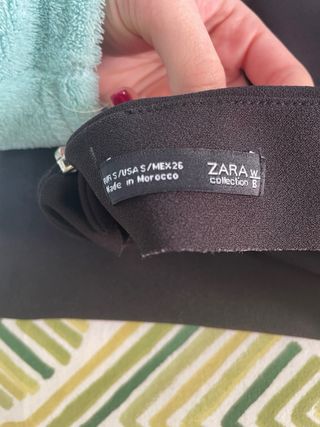 EUR S/USA S/MEX 26
Made in Morocco
ZARA W
collection B